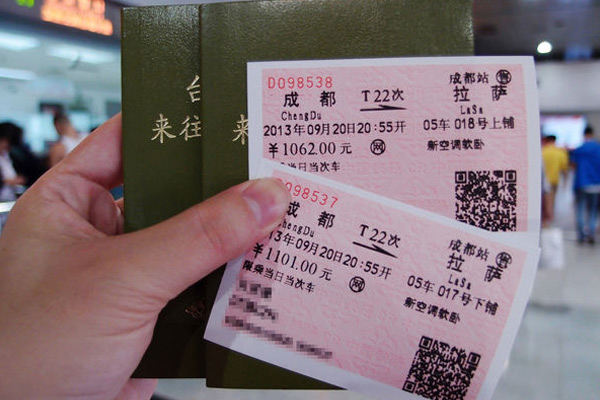 台
来往
来
D098538
成都站 售
成都 T22次 拉萨
ChengDu LaSa
2013年09月20日20:55开 05车018号上铺
¥1062.00元 网 新空调软卧
当日当次车
D098537
成都站 售
成都 T22次 拉萨
ChengDu LaSa
2013年09月20日20:55开 05车017号下铺
¥1101.00元 网 新空调软卧
限乘当日当次车